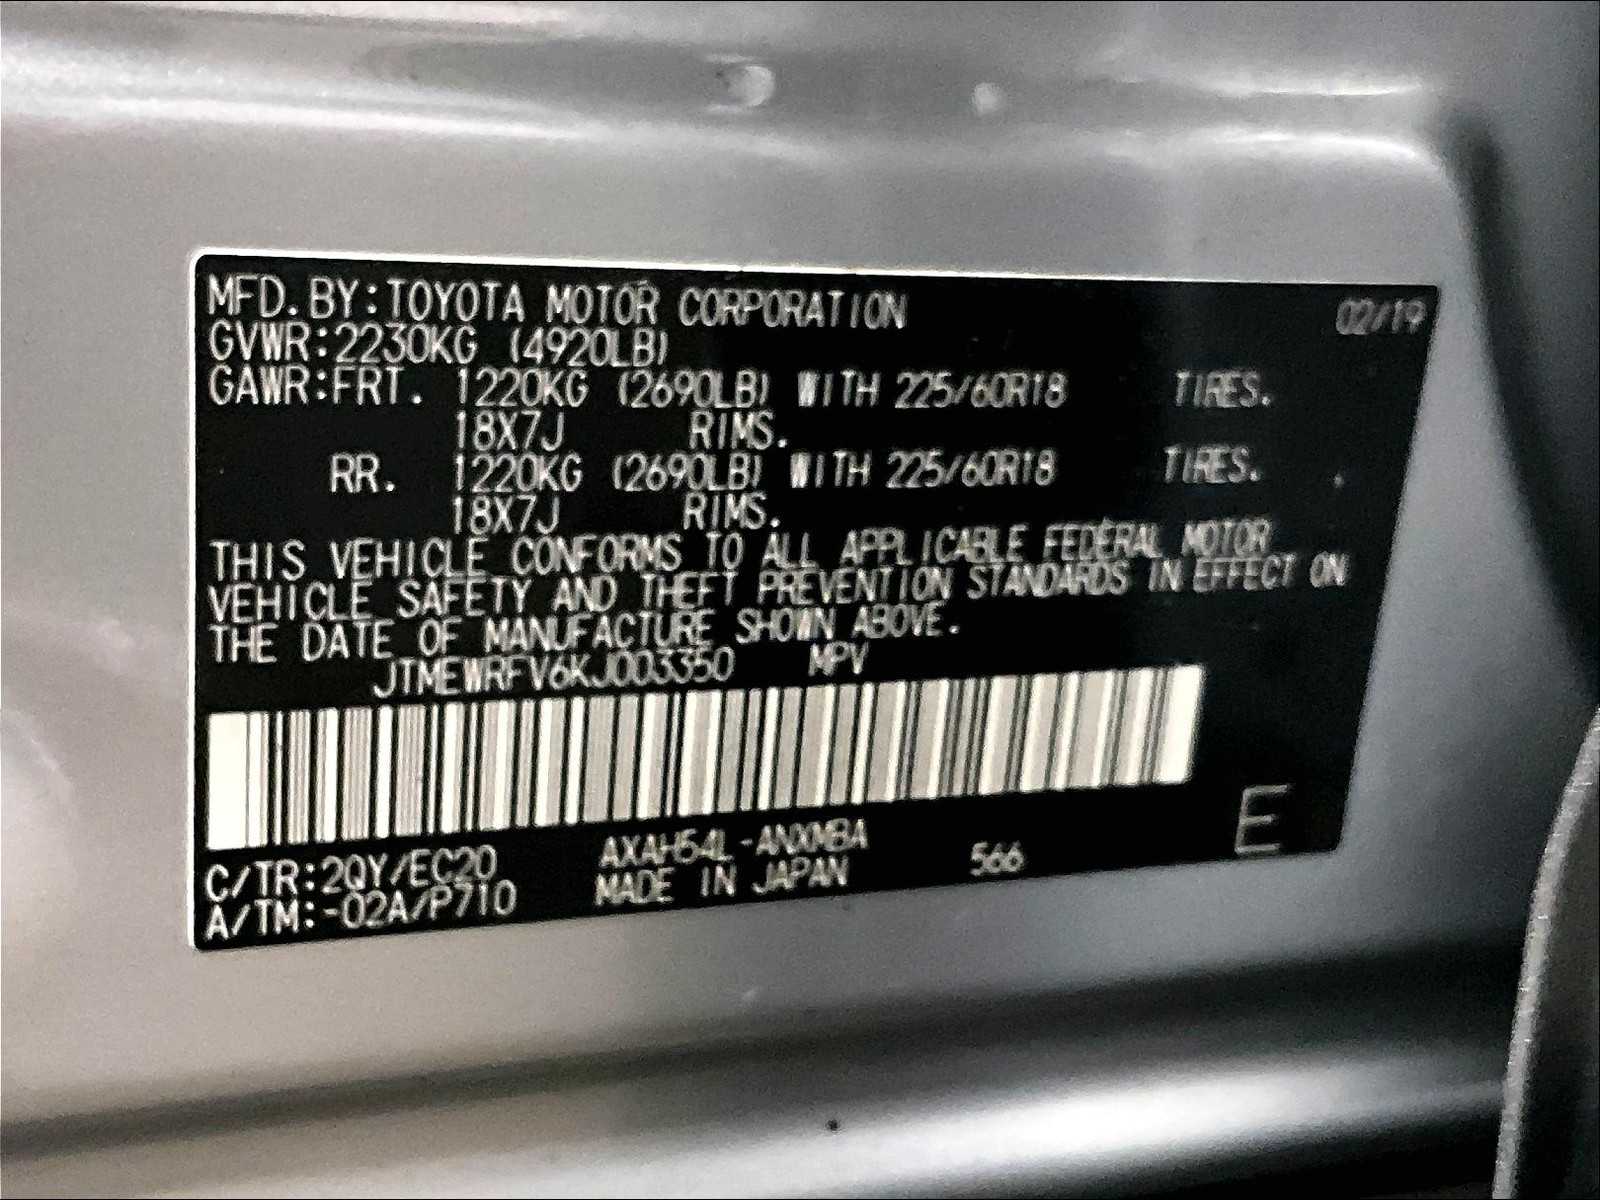 MFD.BY:TOYOTA MOTOR CORPORATION 02/19
GVWR:2230KG (4920LB)
GAWR:FRT. 1220KG (2690LB) WITH 225/60R18 TIRES.
18X7J RIMS.
RR. 1220KG (2690LB) WITH 225/60R18 TIRES.
18X7J RIMS.
THIS VEHICLE CONFORMS TO ALL APPLICABLE FEDERAL MOTOR
VEHICLE SAFETY AND THEFT PREVENTION STANDARDS IN EFFECT ON
THE DATE OF MANUFACTURE SHOWN ABOVE.
JTMEWRFV6KJ003350 MPV
C/TR:2QY/EC20 AXAH54L-ANXMBA 566 E
A/TM:-02A/P710 MADE IN JAPAN